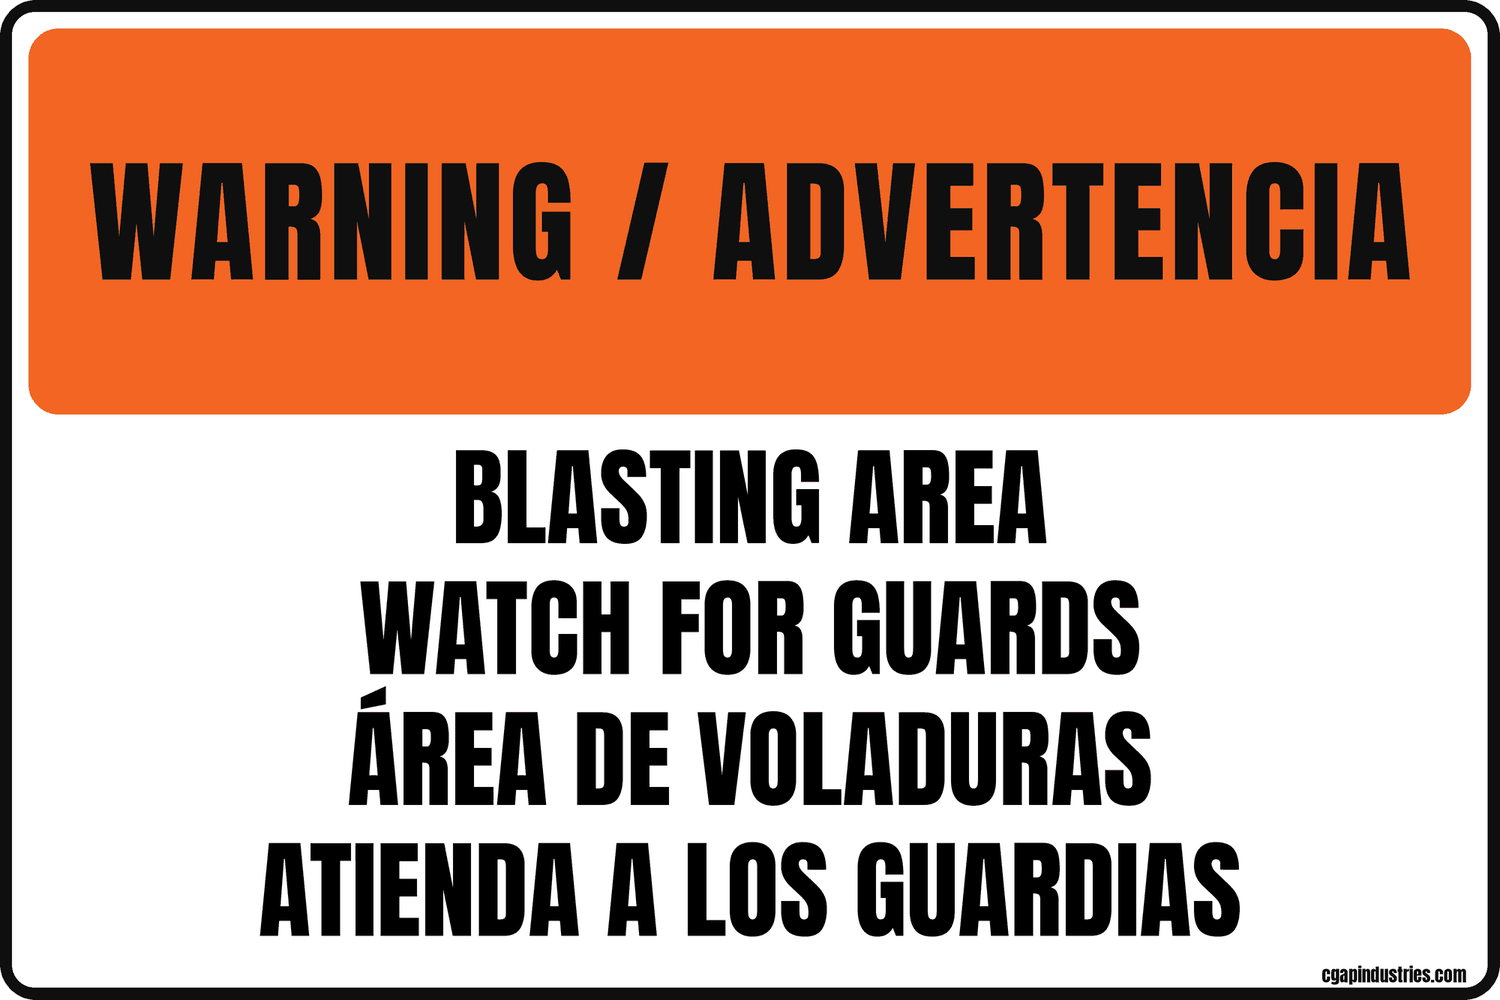 WARNING / ADVERTENCIA
BLASTING AREA
WATCH FOR GUARDS
ÁREA DE VOLADURAS
ATIENDA A LOS GUARDIAS
cgapindustries.com